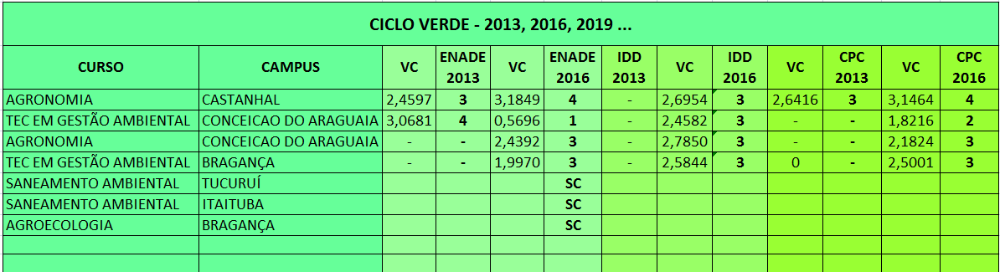 CICLO VERDE - 2013, 2016, 2019 ...
CURSO CAMPUS VC ENADE 2013 VC ENADE 2016 IDD 2013 VC IDD 2016 VC CPC 2013 VC CPC 2016
AGRONOMIA CASTANHAL 2,4597 3 3,1849 4 - 2,6954 3 2,6416 3 3,1464 4
TEC EM GESTÃO AMBIENTAL CONCEICAO DO ARAGUAIA 3,0681 4 0,5696 1 - 2,4582 3 - - 1,8216 2
AGRONOMIA CONCEICAO DO ARAGUAIA - - 2,4392 3 - 2,7850 3 - - 2,1824 3
TEC EM GESTÃO AMBIENTAL BRAGANÇA - - 1,9970 3 - 2,5844 3 0 - 2,5001 3
SANEAMENTO AMBIENTAL TUCURUÍ SC
SANEAMENTO AMBIENTAL ITAITUBA SC
AGROECOLOGIA BRAGANÇA SC